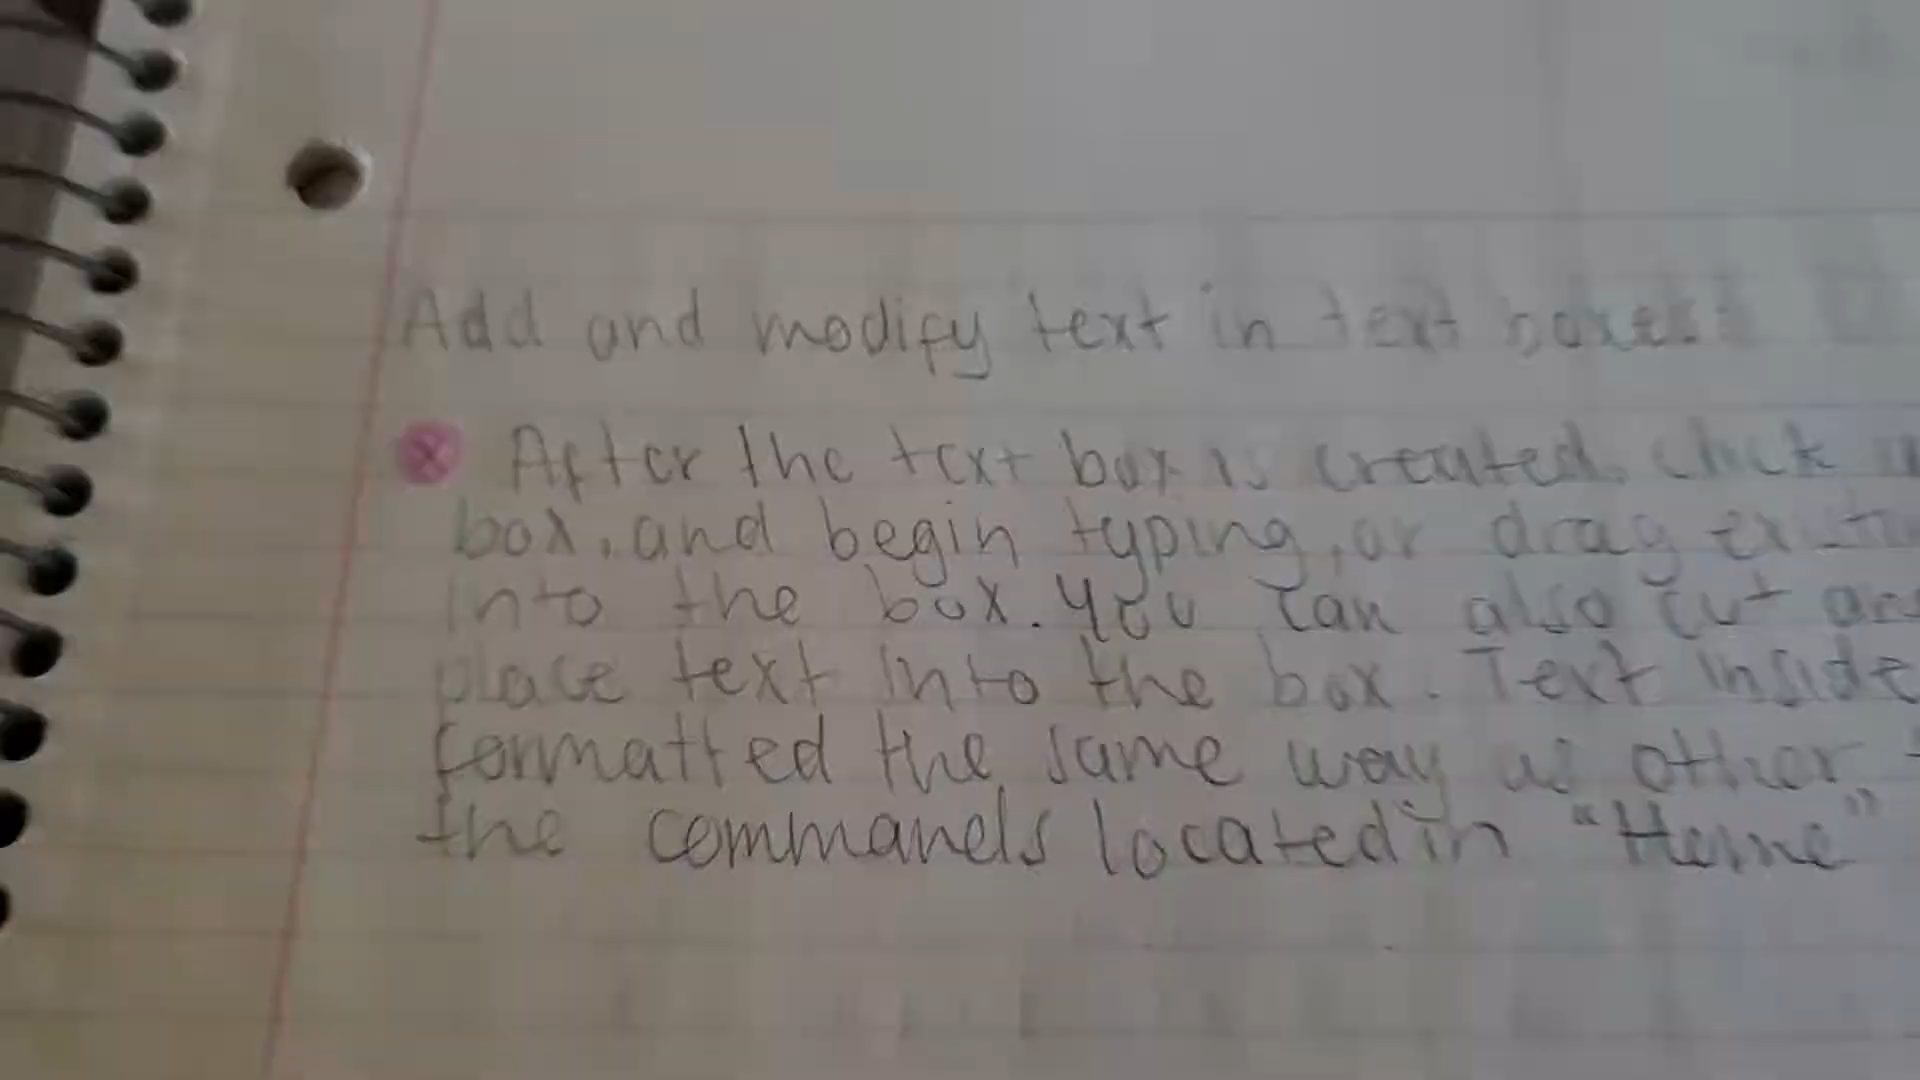 Add and modify text in text boxes:
ⓧ After the text box is created, click
box, and begin typing, or drag
into the box. you can also cut and
place text into the box. Text inside
formatted the same way as other
the commands located in "Home"